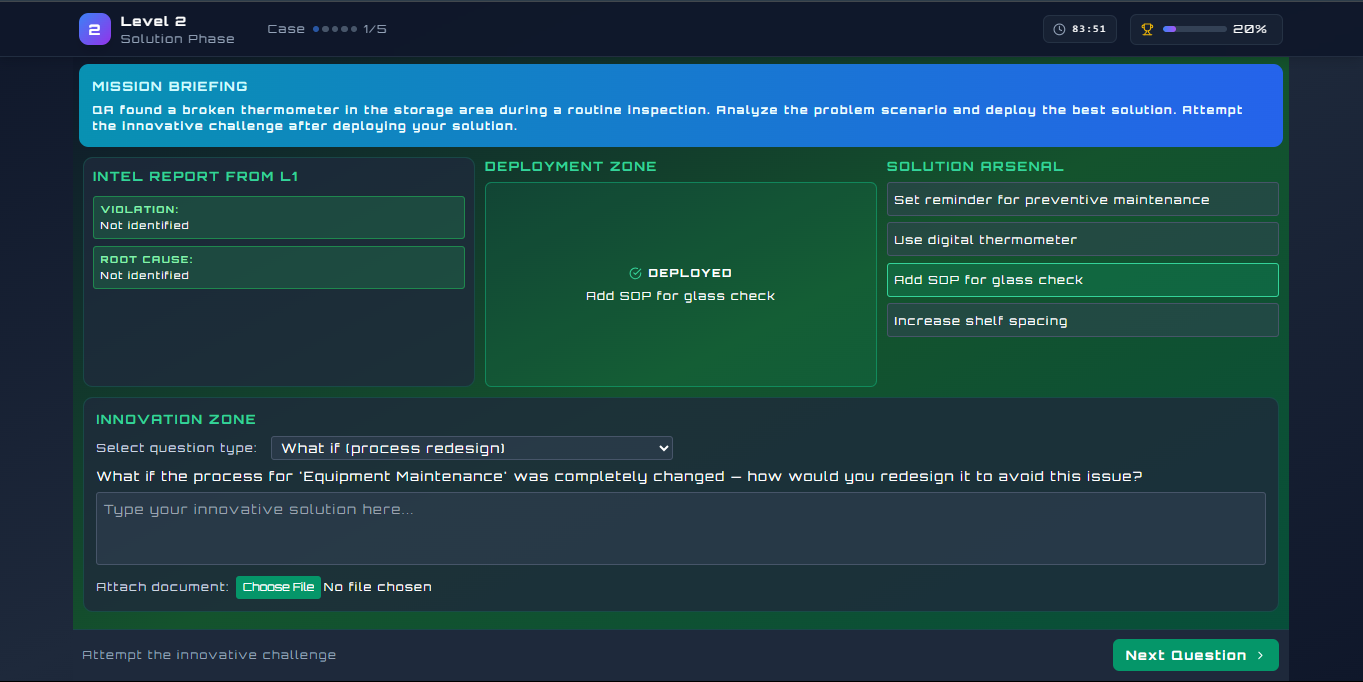 2
Level 2
Solution Phase
Case
1/5
83:51
20%
MISSION BRIEFING
QA found a broken thermometer in the storage area during a routine inspection. Analyze the problem scenario and deploy the best solution. Attempt
the innovative challenge after deploying your solution.
INTEL REPORT FROM L1
VIOLATION:
Not identified
ROOT CAUSE:
Not identified
DEPLOYMENT ZONE
DEPLOYED
Add SOP for glass check
SOLUTION ARSENAL
Set reminder for preventive maintenance
Use digital thermometer
Add SOP for glass check
Increase shelf spacing
INNOVATION ZONE
Select question type: What if (process redesign)
What if the process for 'Equipment Maintenance' was completely changed — how would you redesign it to avoid this issue?
Type your innovative solution here...
Attach document: Choose File No file chosen
Attempt the innovative challenge
Next Question